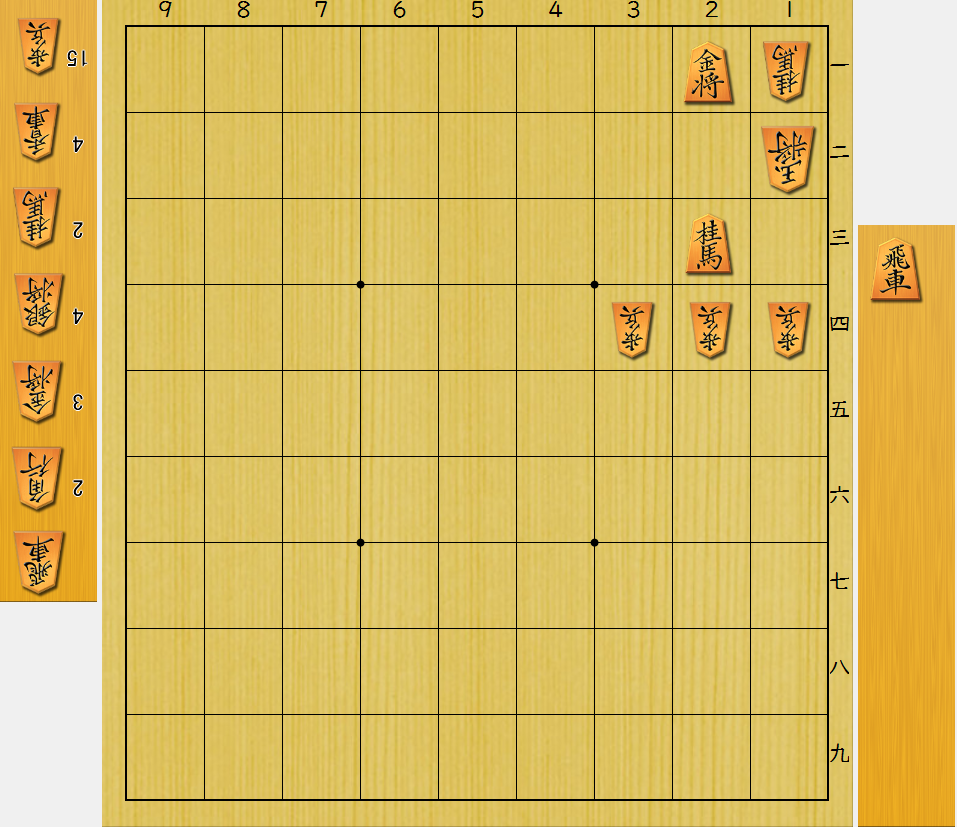 9 8 7 6 5 4 3 2 1
歩兵 15
香車 4
桂馬 2
銀将 4
金将 3
角行 2
飛車
金将 桂馬 一
玉将 二
桂馬 三
歩兵 歩兵 歩兵 四
五
六
七
八
九
飛車